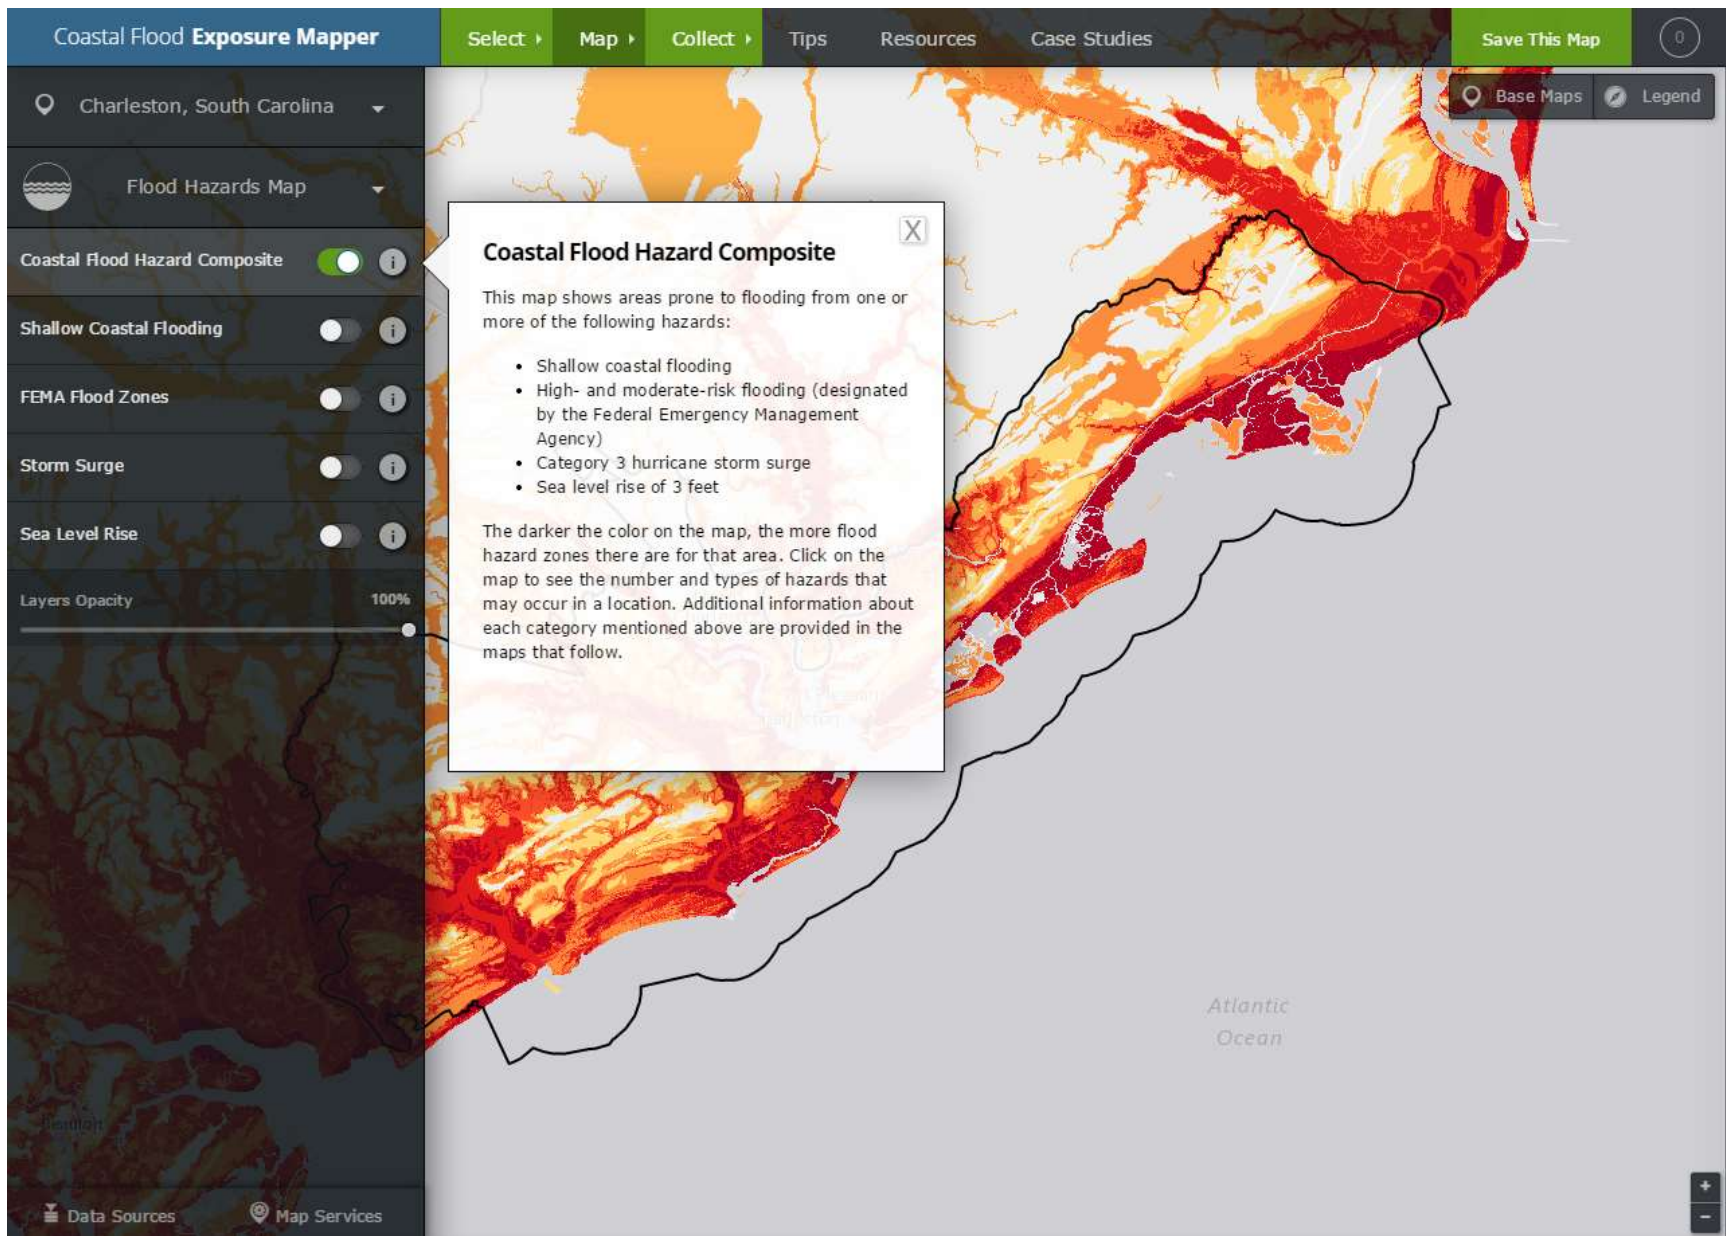 Coastal Flood Exposure Mapper
Select
Map
Collect
Tips
Resources
Case Studies
Save This Map
0
Charleston, South Carolina
Base Maps
Legend
Flood Hazards Map
Coastal Flood Hazard Composite
i
Shallow Coastal Flooding
i
FEMA Flood Zones
i
Storm Surge
i
Sea Level Rise
i
Layers Opacity
100%
X
Coastal Flood Hazard Composite
This map shows areas prone to flooding from one or
more of the following hazards:
• Shallow coastal flooding
• High- and moderate-risk flooding (designated
by the Federal Emergency Management
Agency)
• Category 3 hurricane storm surge
• Sea level rise of 3 feet
The darker the color on the map, the more flood
hazard zones there are for that area. Click on the
map to see the number and types of hazards that
may occur in a location. Additional information about
each category mentioned above are provided in the
maps that follow.
Atlantic
Ocean
Data Sources
Map Services
+
−